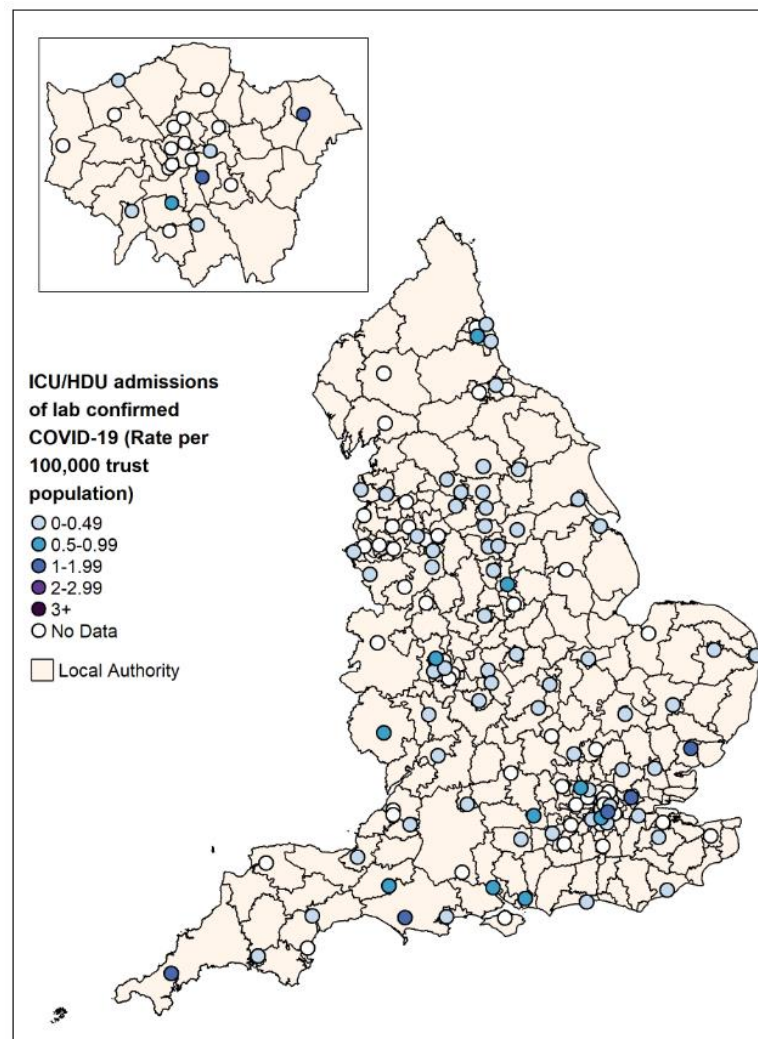 ICU/HDU admissions
of lab confirmed
COVID-19 (Rate per
100,000 trust
population)
0-0.49
0.5-0.99
1-1.99
2-2.99
3+
No Data
Local Authority